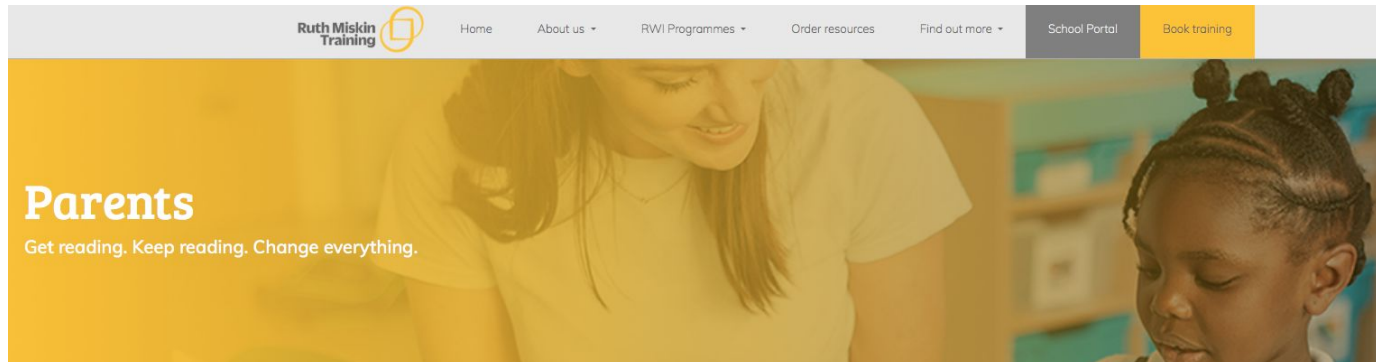 Ruth Miskin
Training
Home
About us
RWI Programmes
Order resources
Find out more
School Portal
Book training
Parents
Get reading. Keep reading. Change everything.